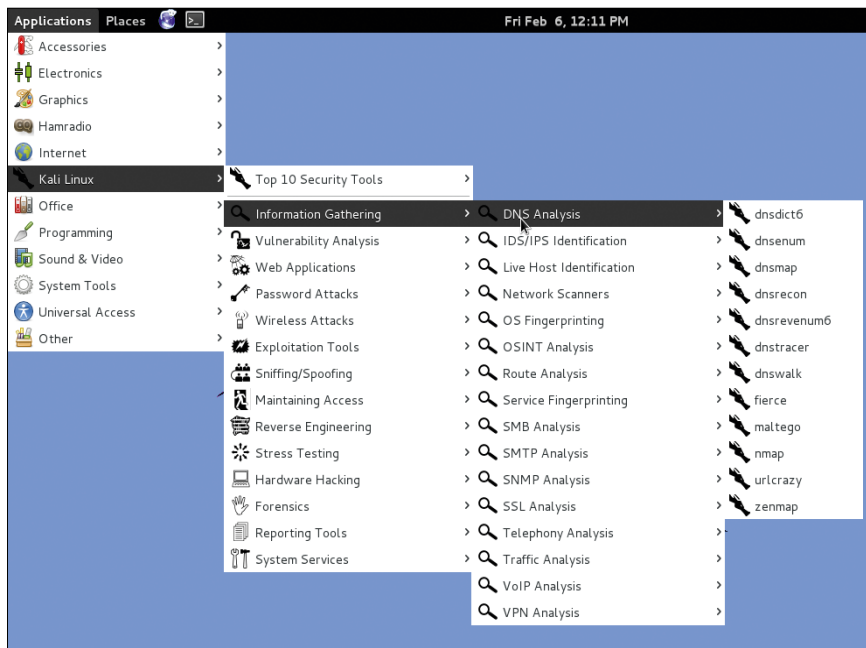 Applications Places Fri Feb 6, 12:11 PM
Accessories
Electronics
Graphics
Hamradio
Internet
Kali Linux
Office
Programming
Sound & Video
System Tools
Universal Access
Other
Top 10 Security Tools
Information Gathering
Vulnerability Analysis
Web Applications
Password Attacks
Wireless Attacks
Exploitation Tools
Sniffing/Spoofing
Maintaining Access
Reverse Engineering
Stress Testing
Hardware Hacking
Forensics
Reporting Tools
System Services
DNS Analysis
IDS/IPS Identification
Live Host Identification
Network Scanners
OS Fingerprinting
OSINT Analysis
Route Analysis
Service Fingerprinting
SMB Analysis
SMTP Analysis
SNMP Analysis
SSL Analysis
Telephony Analysis
Traffic Analysis
VoIP Analysis
VPN Analysis
dnsdict6
dnsenum
dnsmap
dnsrecon
dnsrevenum6
dnstracer
dnswalk
fierce
maltego
nmap
urlcrazy
zenmap